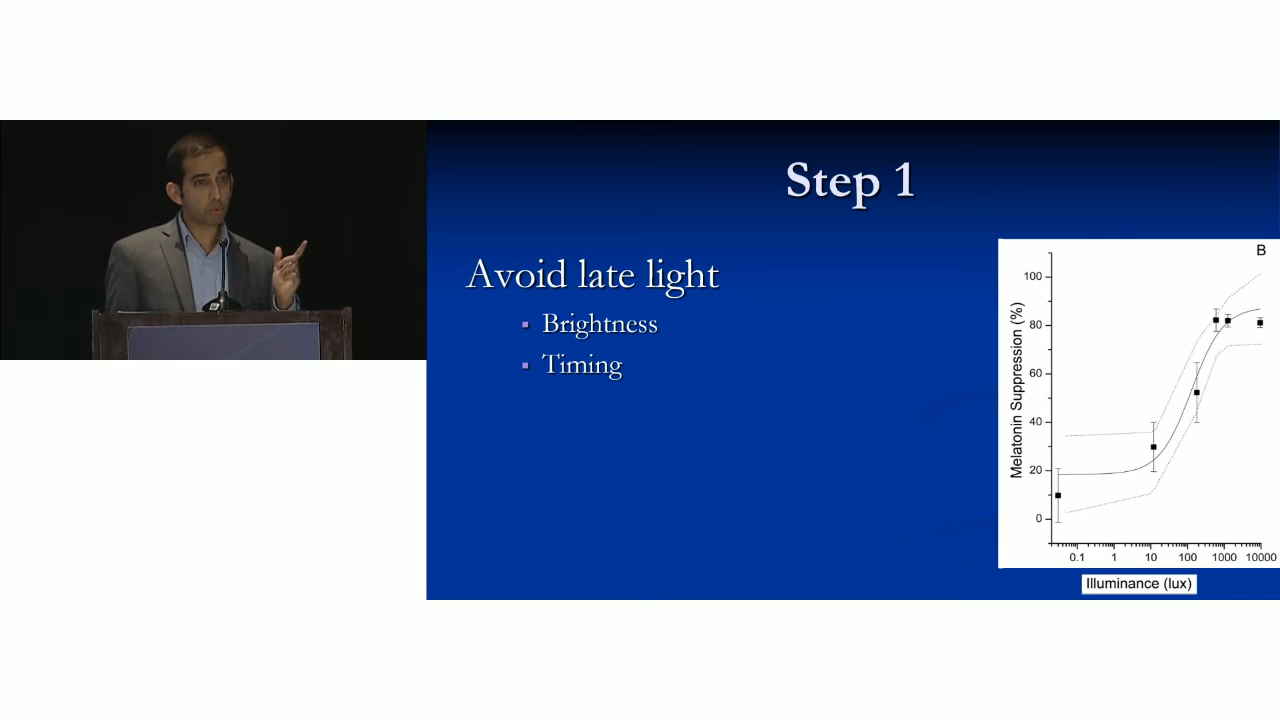 Step 1
Avoid late light
Brightness
Timing
B
Melatonin Suppression (%)
100
80
60
40
20
0
0.1 1 10 100 1000 10000
Illuminance (lux)